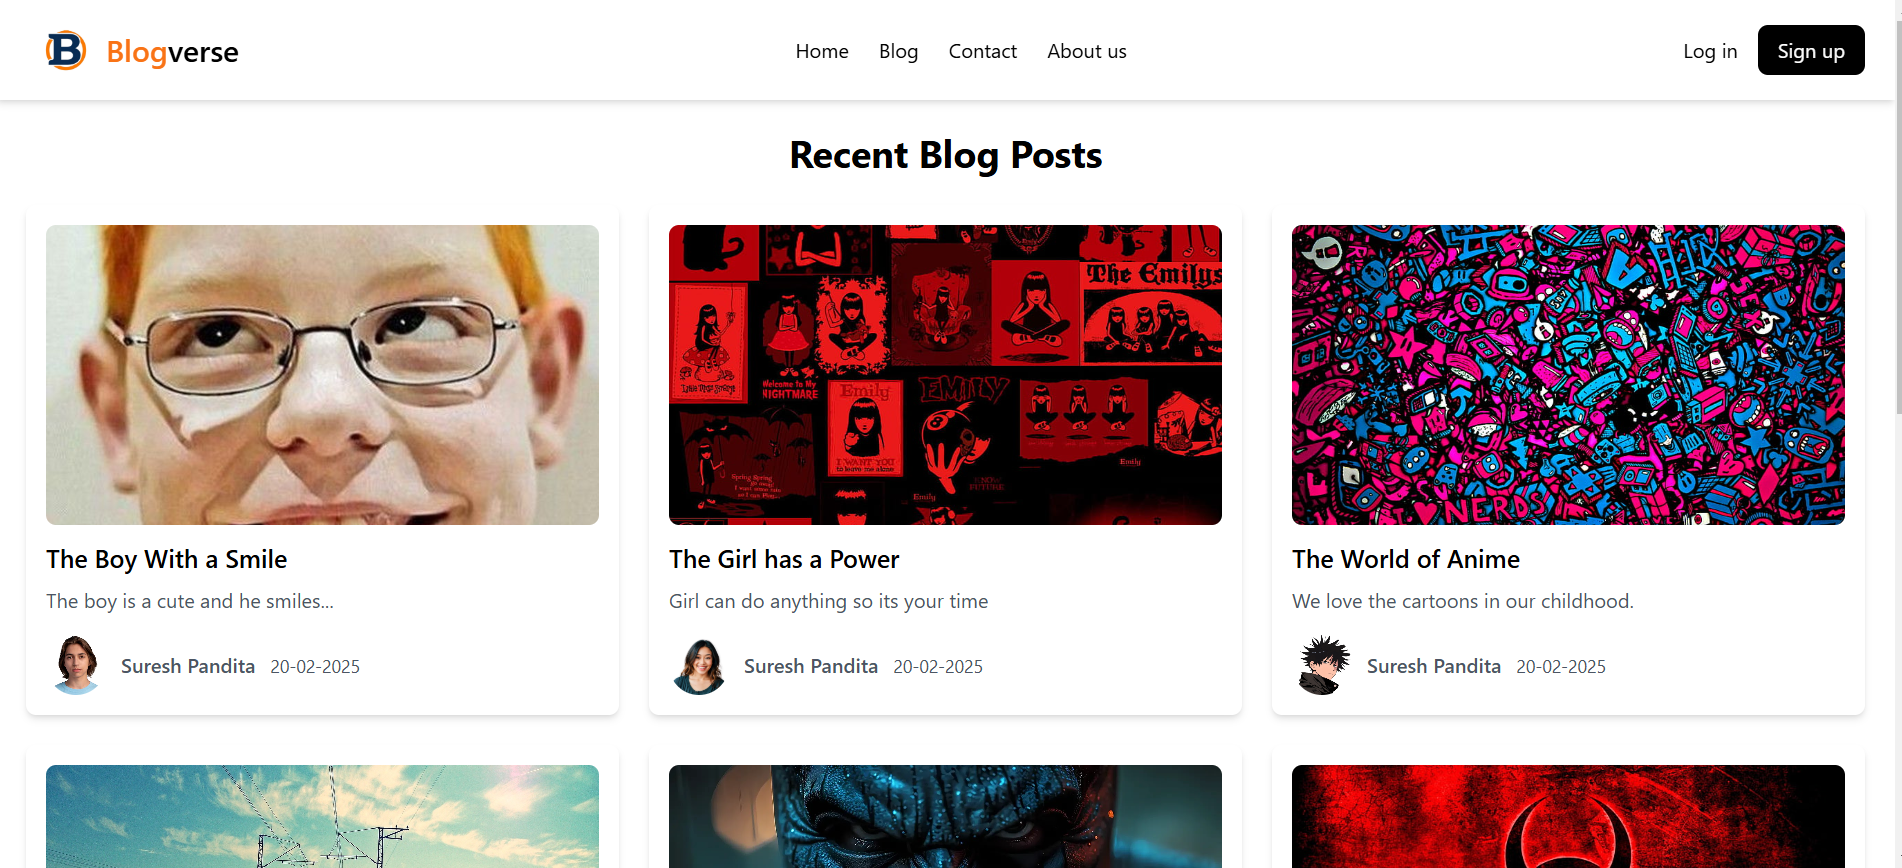 B Blogverse
Home Blog Contact About us
Log in Sign up
Recent Blog Posts
The Emilys
Welcome to My
NIGHTMARE
Emily
EMILY
I WANT YOU
to leave me alone
Spring Spring
Emily
Emily
NERDS
The Boy With a Smile
The boy is a cute and he smiles...
Suresh Pandita 20-02-2025
The Girl has a Power
Girl can do anything so its your time
Suresh Pandita 20-02-2025
The World of Anime
We love the cartoons in our childhood.
Suresh Pandita 20-02-2025